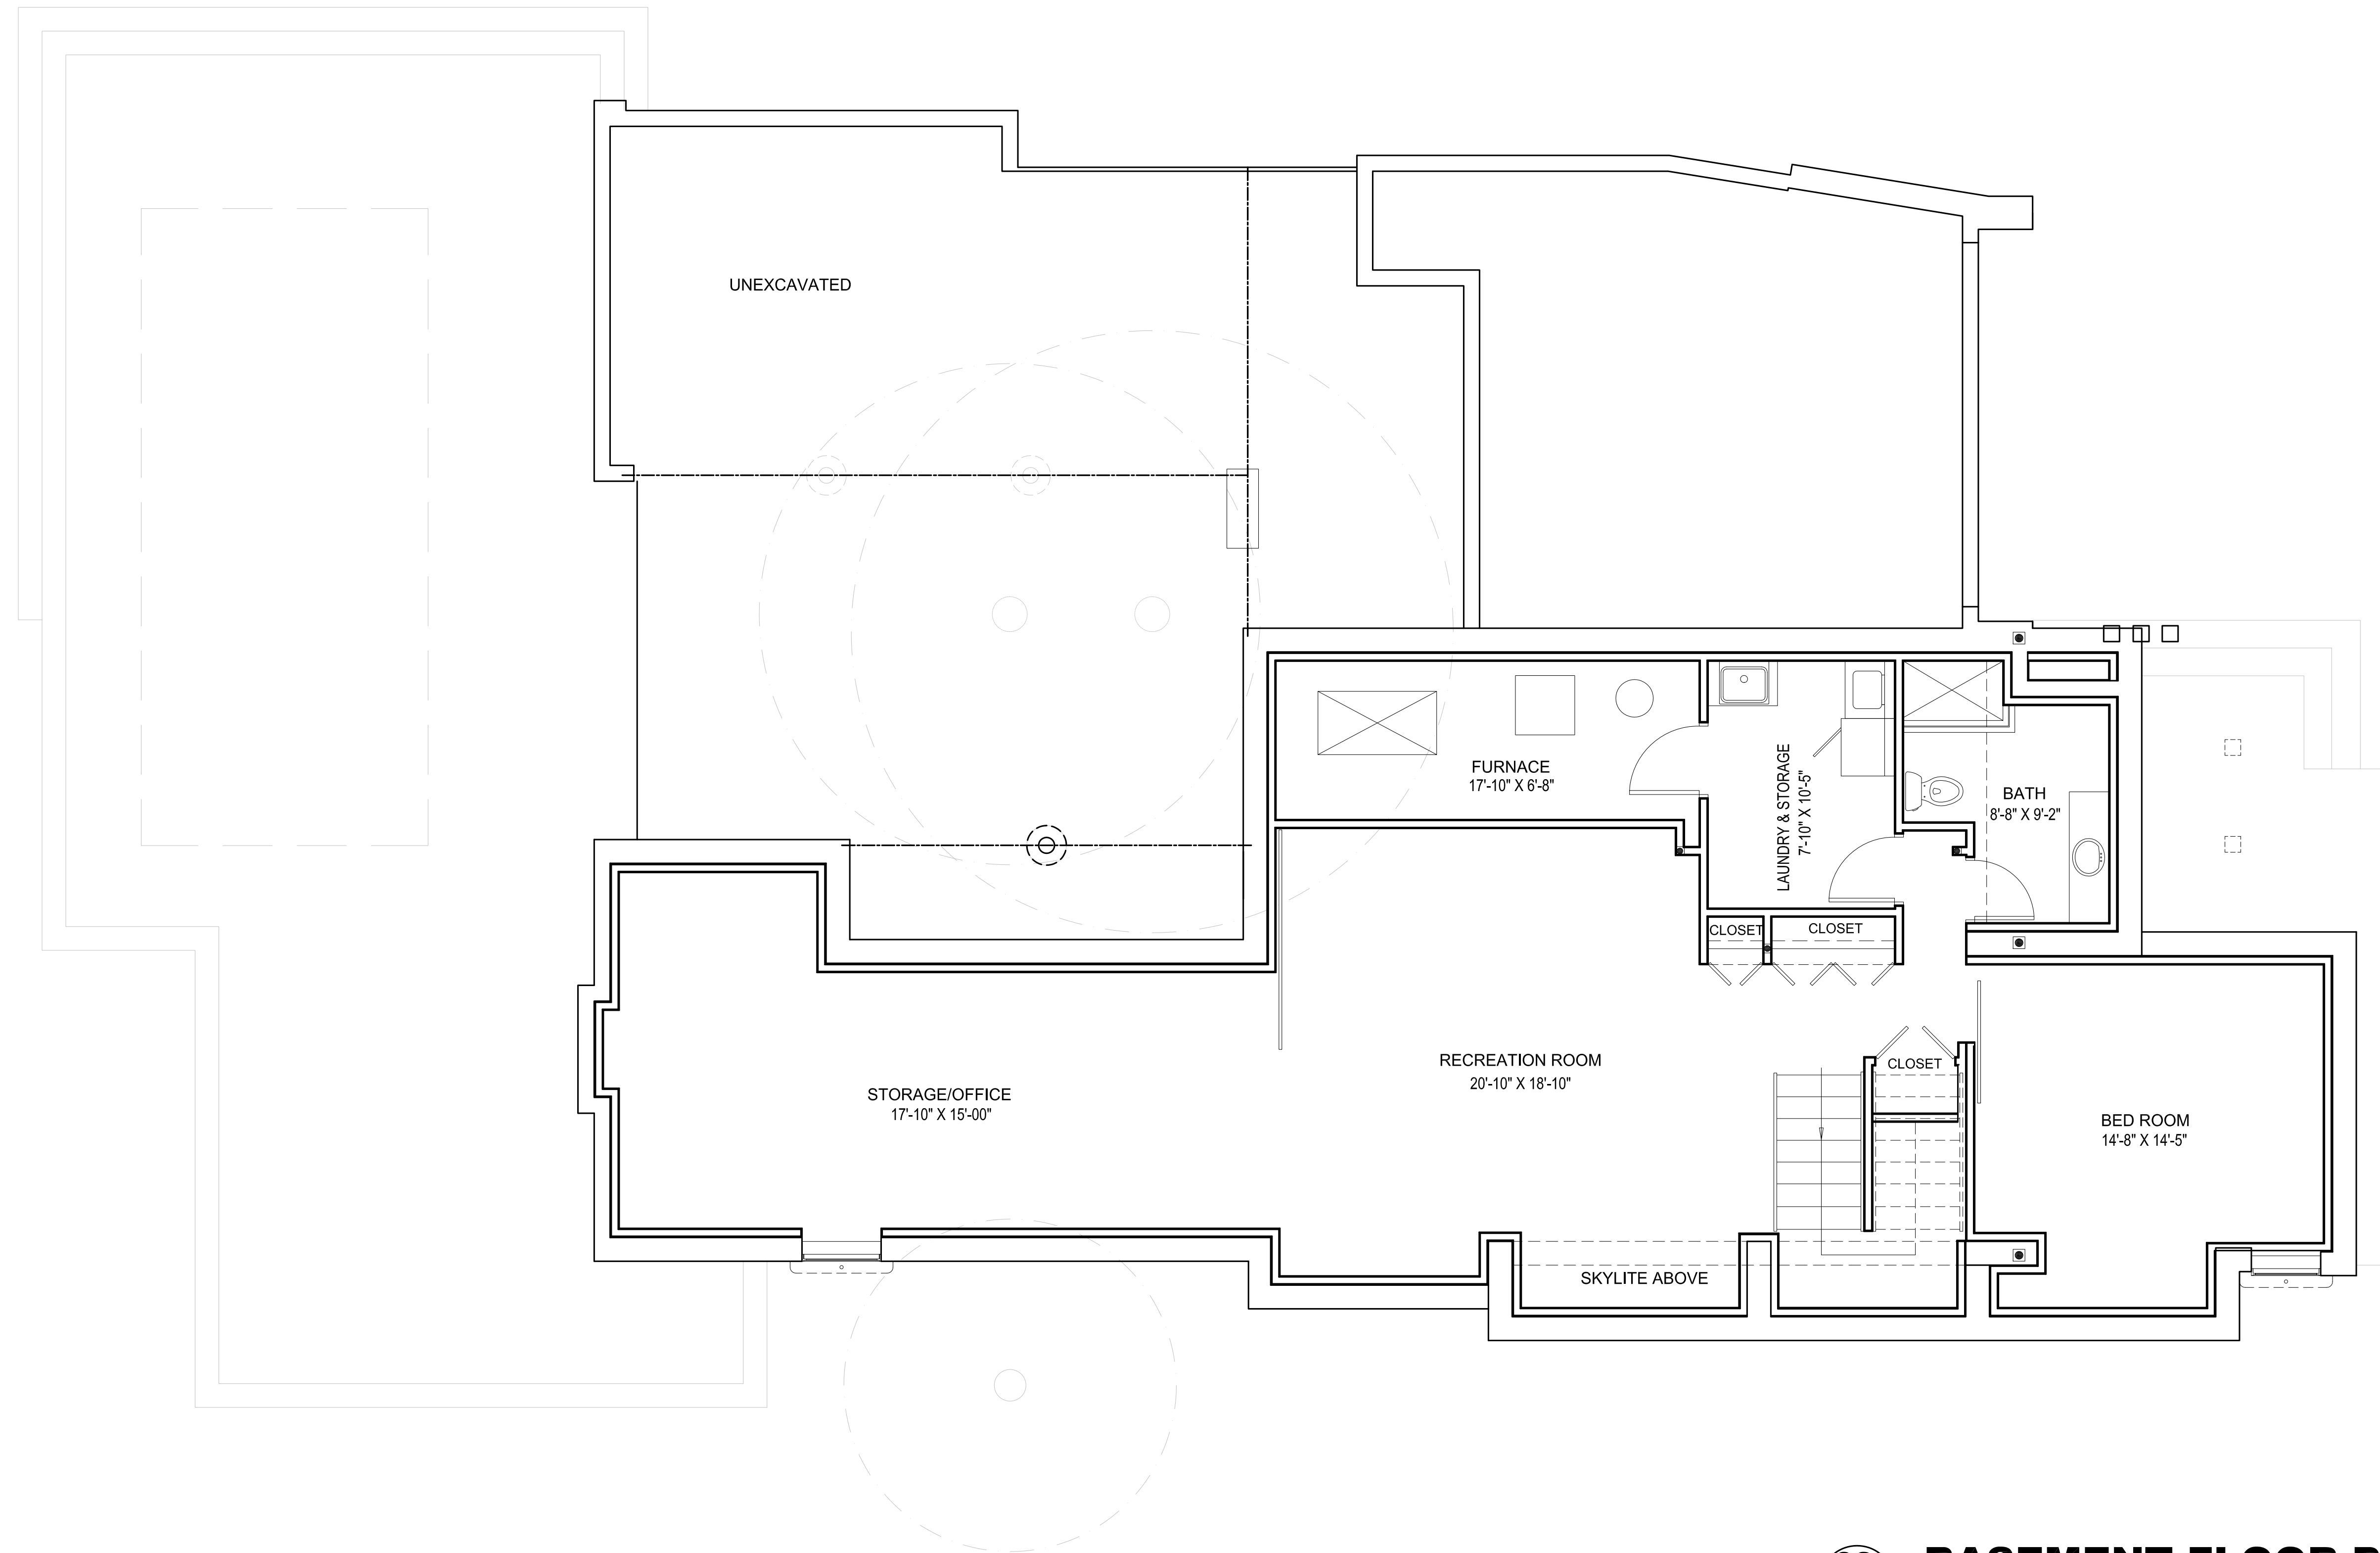 UNEXCAVATED
FURNACE
17'-10" X 6'-8"
LAUNDRY & STORAGE
7'-10" X 10'-5"
BATH
8'-8" X 9'-2"
CLOSET
CLOSET
RECREATION ROOM
20'-10" X 18'-10"
CLOSET
STORAGE/OFFICE
17'-10" X 15'-00"
BED ROOM
14'-8" X 14'-5"
SKYLITE ABOVE
BASEMENT FLOOR